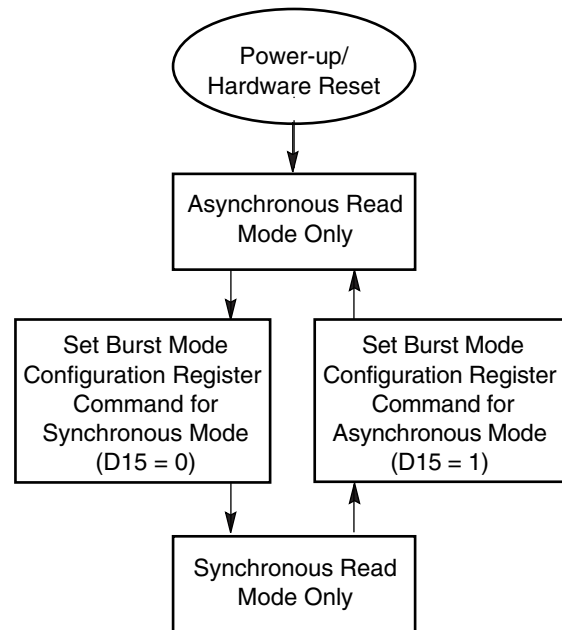 Power-up/
Hardware Reset
Asynchronous Read
Mode Only
Set Burst Mode
Configuration Register
Command for
Synchronous Mode
(D15 = 0)
Set Burst Mode
Configuration Register
Command for
Asynchronous Mode
(D15 = 1)
Synchronous Read
Mode Only